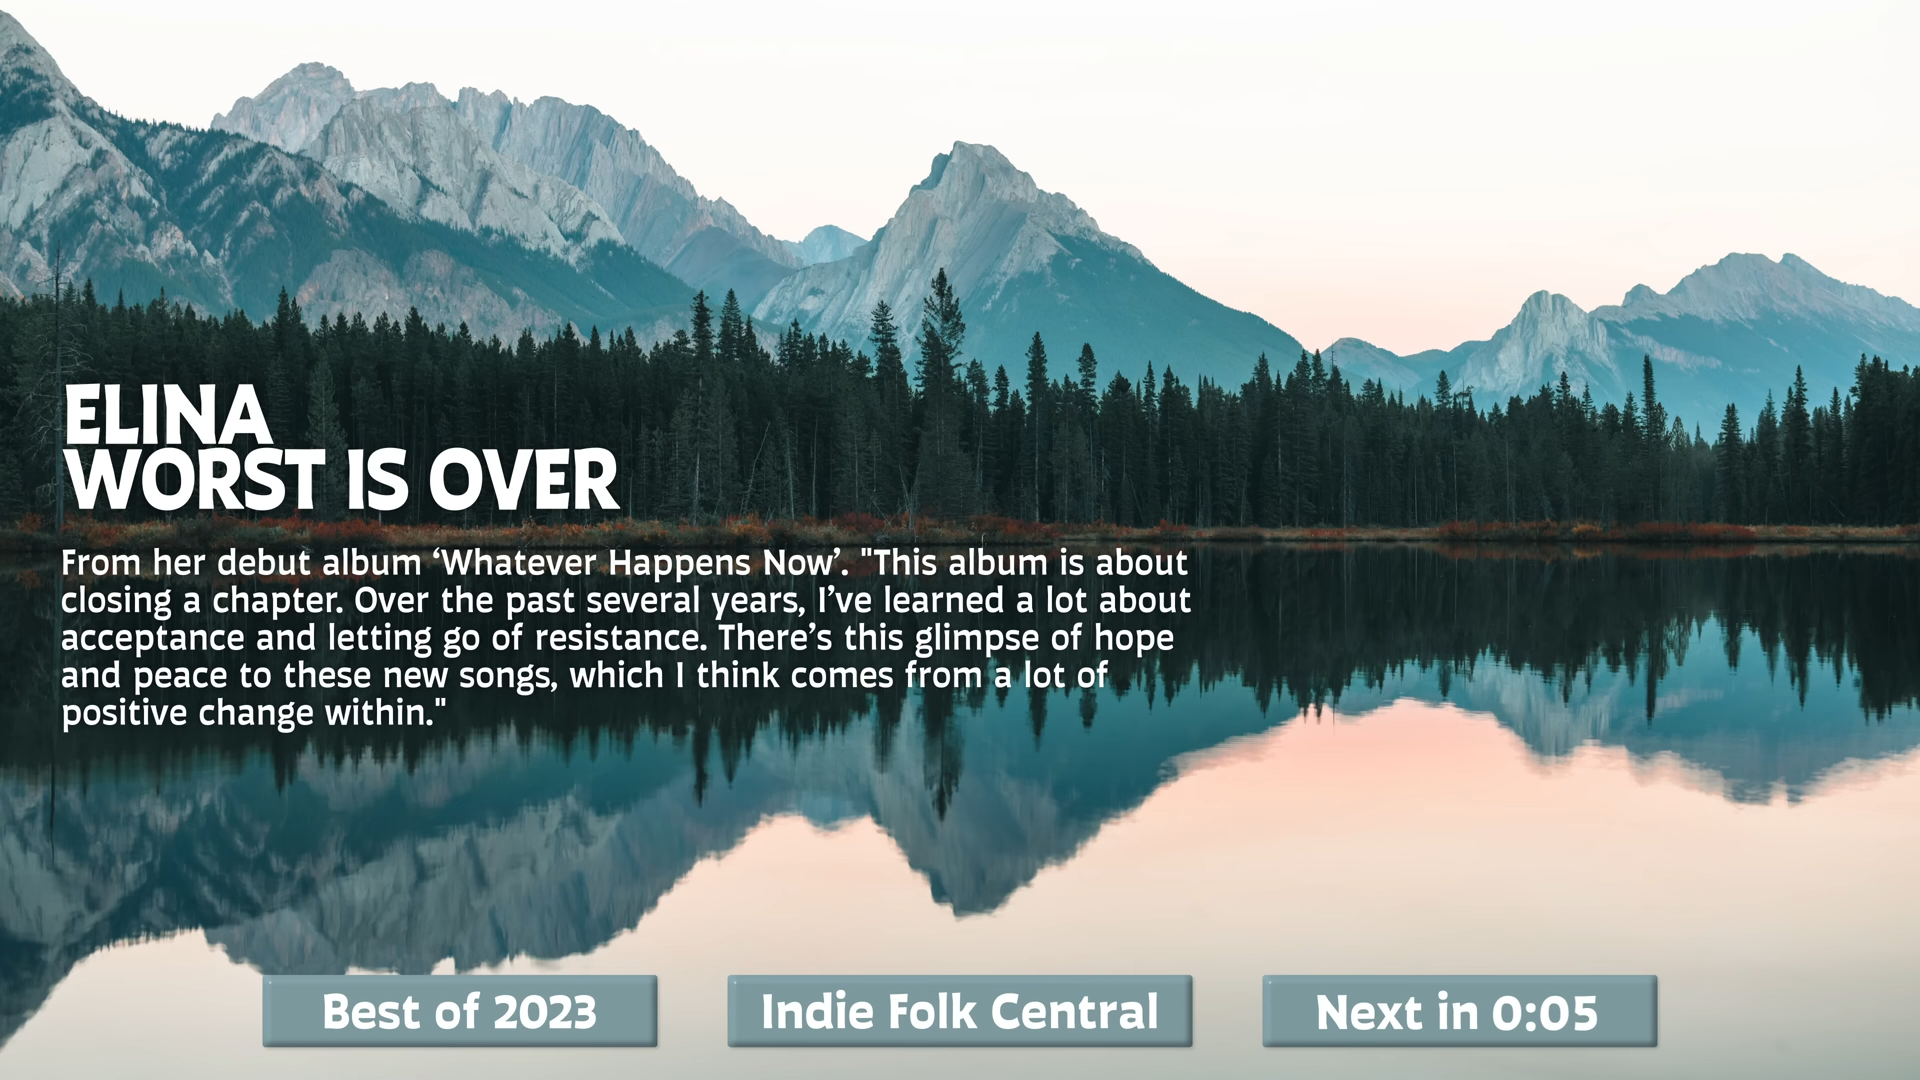 ELINA
WORST IS OVER
From her debut album ‘Whatever Happens Now’. "This album is about
closing a chapter. Over the past several years, I’ve learned a lot about
acceptance and letting go of resistance. There’s this glimpse of hope
and peace to these new songs, which I think comes from a lot of
positive change within."
Best of 2023
Indie Folk Central
Next in 0:05